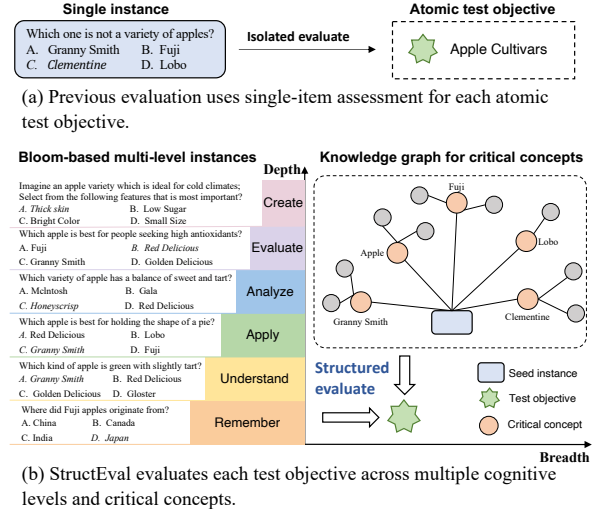 Single instance
Atomic test objective
Which one is not a variety of apples?
A. Granny Smith B. Fuji
C. Clementine D. Lobo
Isolated evaluate
Apple Cultivars
(a) Previous evaluation uses single-item assessment for each atomic
test objective.
Bloom-based multi-level instances
Depth
Imagine an apple variety which is ideal for cold climates;
Select from the following features that is most important?
A. Thick skin B. Low Sugar
C. Bright Color D. Small Size
Create
Which apple is best for people seeking high antioxidants?
A. Fuji B. Red Delicious
C. Granny Smith D. Golden Delicious
Evaluate
Which variety of apple has a balance of sweet and tart?
A. McIntosh B. Gala
C. Honeyscrisp D. Red Delicious
Analyze
Which apple is best for holding the shape of a pie?
A. Red Delicious B. Lobo
C. Granny Smith D. Fuji
Apply
Which kind of apple is green with slightly tart?
A. Granny Smith B. Red Delicious
C. Golden Delicious D. Gloster
Understand
Where did Fuji apples originate from?
A. China B. Canada
C. India D. Japan
Remember
Knowledge graph for critical concepts
Fuji
Lobo
Apple
Clementine
Granny Smith
Structured
evaluate
Seed instance
Test objective
Critical concept
Breadth
(b) StructEval evaluates each test objective across multiple cognitive
levels and critical concepts.